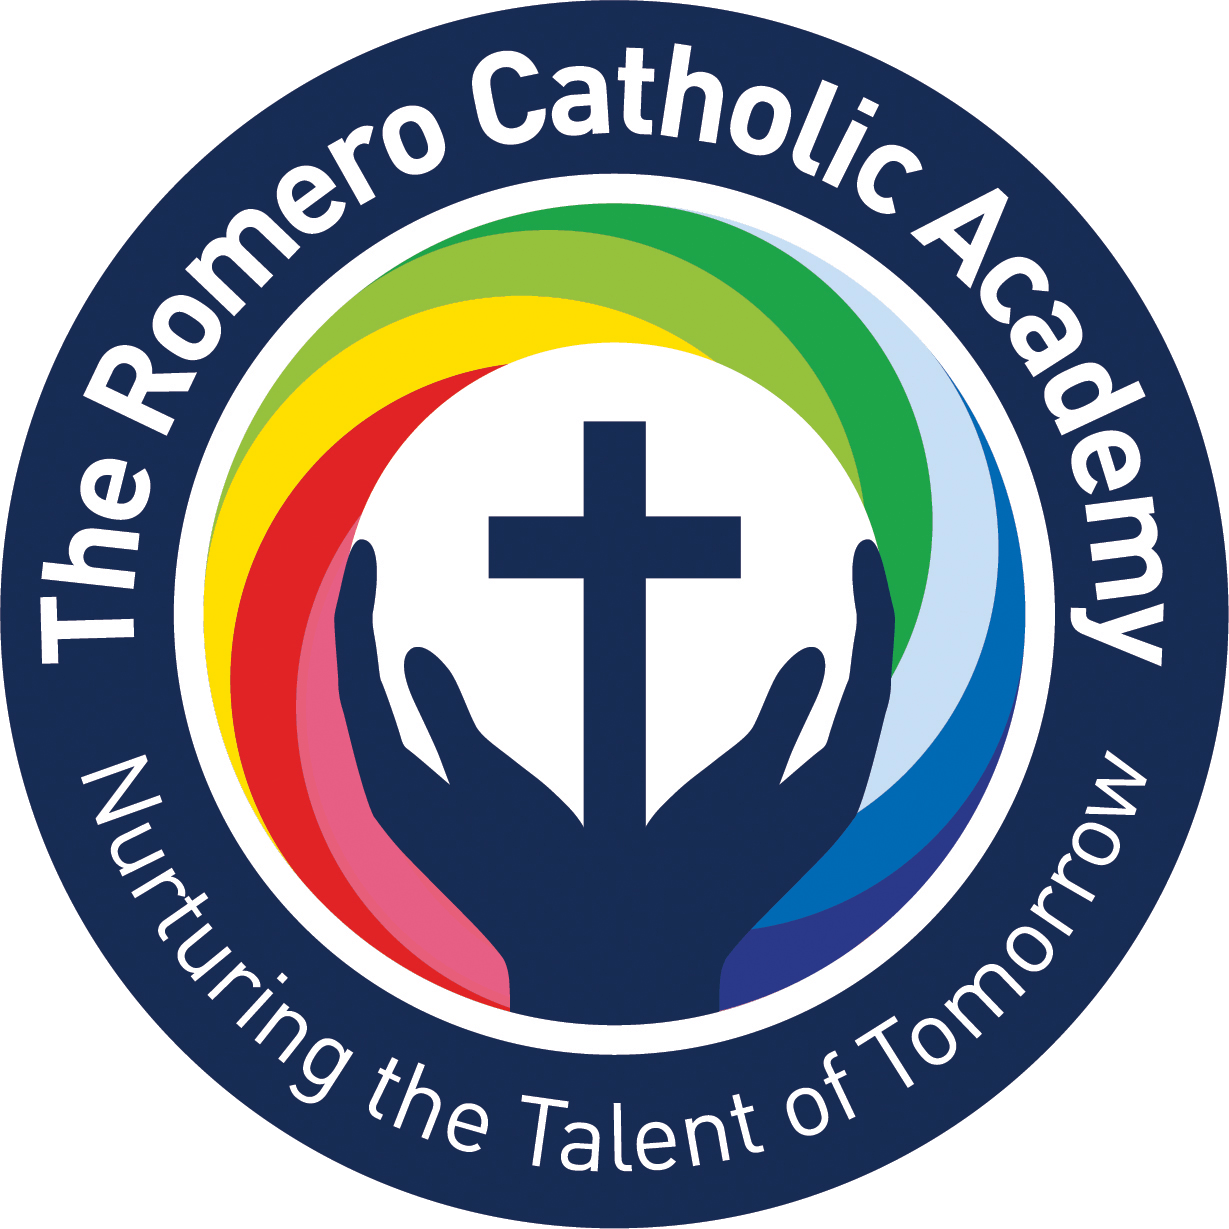 The Romero Catholic Academy
Nurturing the Talent of Tomorrow